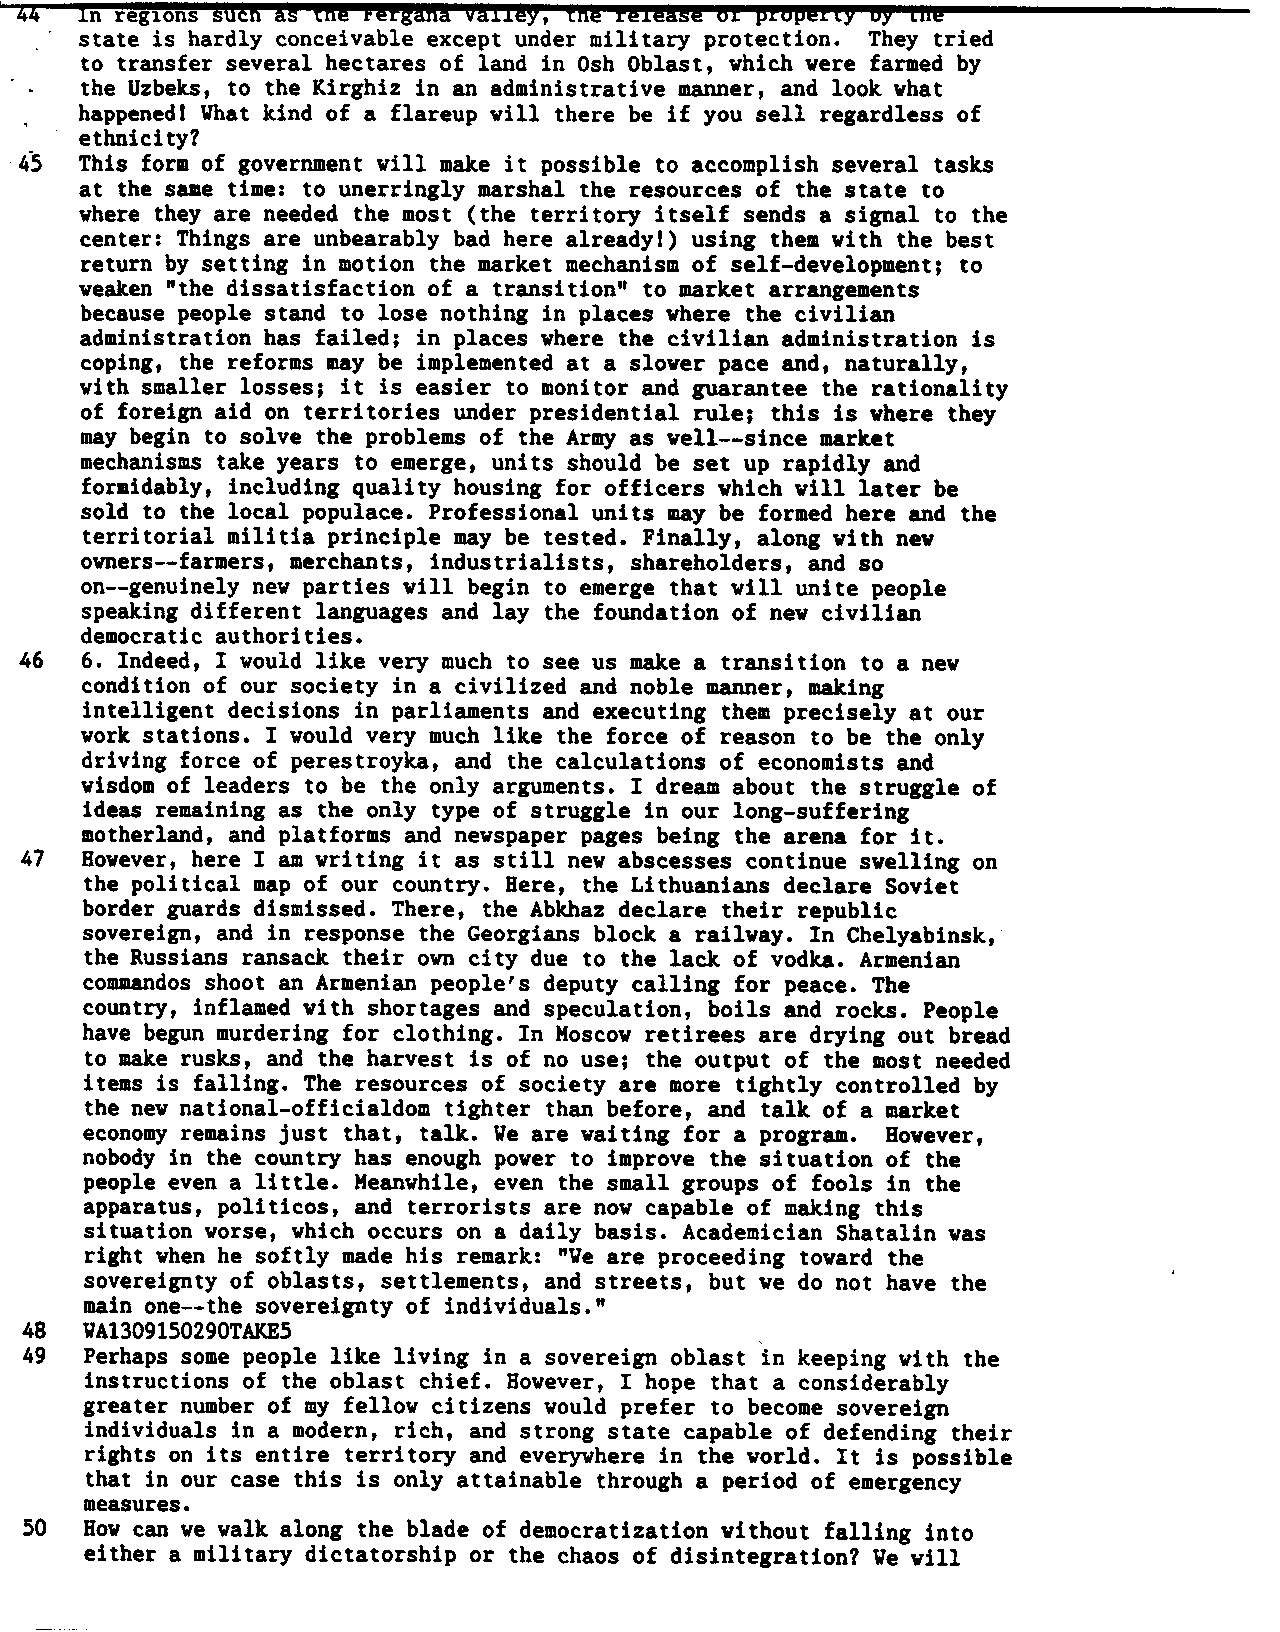 44 In regions such as the Fergana Valley, the release of property by the
state is hardly conceivable except under military protection. They tried
to transfer several hectares of land in Osh Oblast, which were farmed by
the Uzbeks, to the Kirghiz in an administrative manner, and look what
happened! What kind of a flareup will there be if you sell regardless of
ethnicity?
45 This form of government will make it possible to accomplish several tasks
at the same time: to unerringly marshal the resources of the state to
where they are needed the most (the territory itself sends a signal to the
center: Things are unbearably bad here already!) using them with the best
return by setting in motion the market mechanism of self-development; to
weaken "the dissatisfaction of a transition" to market arrangements
because people stand to lose nothing in places where the civilian
administration has failed; in places where the civilian administration is
coping, the reforms may be implemented at a slower pace and, naturally,
with smaller losses; it is easier to monitor and guarantee the rationality
of foreign aid on territories under presidential rule; this is where they
may begin to solve the problems of the Army as well--since market
mechanisms take years to emerge, units should be set up rapidly and
formidably, including quality housing for officers which will later be
sold to the local populace. Professional units may be formed here and the
territorial militia principle may be tested. Finally, along with new
owners--farmers, merchants, industrialists, shareholders, and so
on--genuinely new parties will begin to emerge that will unite people
speaking different languages and lay the foundation of new civilian
democratic authorities.
46 6. Indeed, I would like very much to see us make a transition to a new
condition of our society in a civilized and noble manner, making
intelligent decisions in parliaments and executing them precisely at our
work stations. I would very much like the force of reason to be the only
driving force of perestroyka, and the calculations of economists and
wisdom of leaders to be the only arguments. I dream about the struggle of
ideas remaining as the only type of struggle in our long-suffering
motherland, and platforms and newspaper pages being the arena for it.
47 However, here I am writing it as still new abscesses continue swelling on
the political map of our country. Here, the Lithuanians declare Soviet
border guards dismissed. There, the Abkhaz declare their republic
sovereign, and in response the Georgians block a railway. In Chelyabinsk,
the Russians ransack their own city due to the lack of vodka. Armenian
commandos shoot an Armenian people's deputy calling for peace. The
country, inflamed with shortages and speculation, boils and rocks. People
have begun murdering for clothing. In Moscow retirees are drying out bread
to make rusks, and the harvest is of no use; the output of the most needed
items is falling. The resources of society are more tightly controlled by
the new national-officialdom tighter than before, and talk of a market
economy remains just that, talk. We are waiting for a program. However,
nobody in the country has enough power to improve the situation of the
people even a little. Meanwhile, even the small groups of fools in the
apparatus, politicos, and terrorists are now capable of making this
situation worse, which occurs on a daily basis. Academician Shatalin was
right when he softly made his remark: "We are proceeding toward the
sovereignty of oblasts, settlements, and streets, but we do not have the
main one--the sovereignty of individuals."
48 WA1309150290TAKE5
49 Perhaps some people like living in a sovereign oblast in keeping with the
instructions of the oblast chief. However, I hope that a considerably
greater number of my fellow citizens would prefer to become sovereign
individuals in a modern, rich, and strong state capable of defending their
rights on its entire territory and everywhere in the world. It is possible
that in our case this is only attainable through a period of emergency
measures.
50 How can we walk along the blade of democratization without falling into
either a military dictatorship or the chaos of disintegration? We will